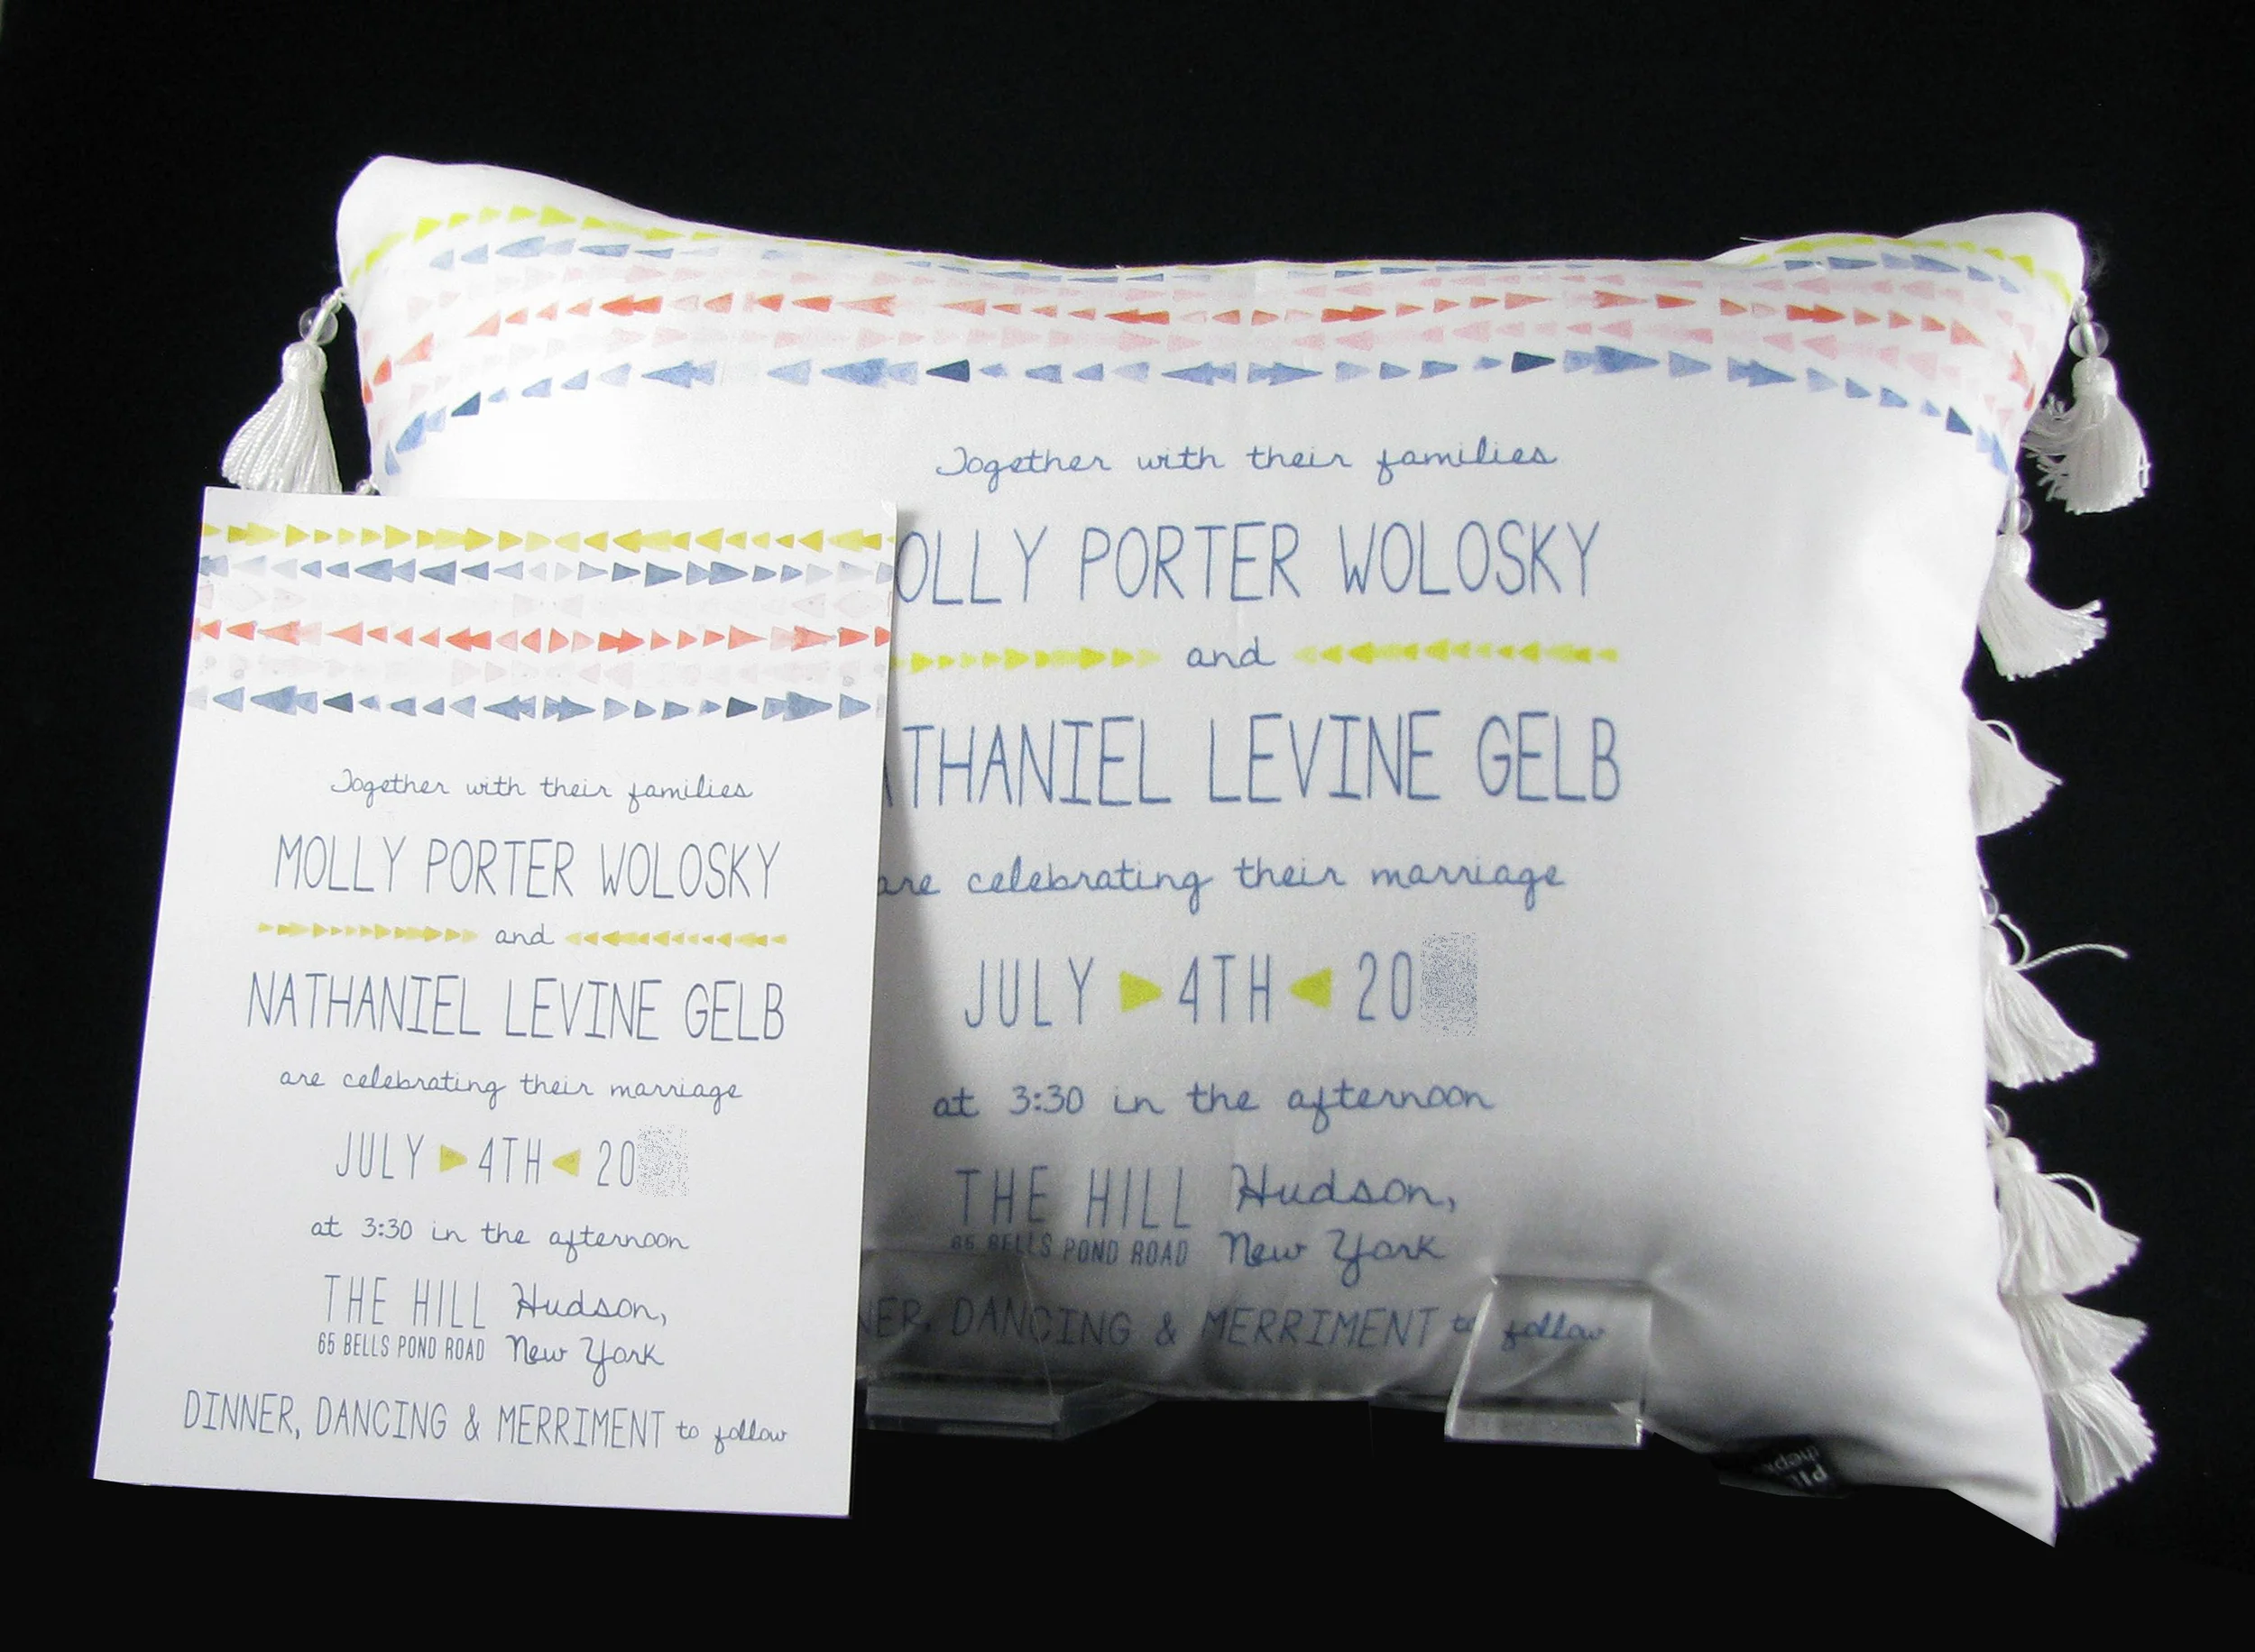 Together with their families
MOLLY PORTER WOLOSKY
and
NATHANIEL LEVINE GELB
are celebrating their marriage
JULY 4TH 20
at 3:30 in the afternoon
THE HILL Hudson,
65 BELLS POND ROAD New York
DINNER, DANCING & MERRIMENT to follow
Together with their families
OLLY PORTER WOLOSKY
and
ATHANIEL LEVINE GELB
are celebrating their marriage
JULY 4TH 20
at 3:30 in the afternoon
THE HILL Hudson,
65 BELLS POND ROAD New York
NER, DANCING & MERRIMENT to follow